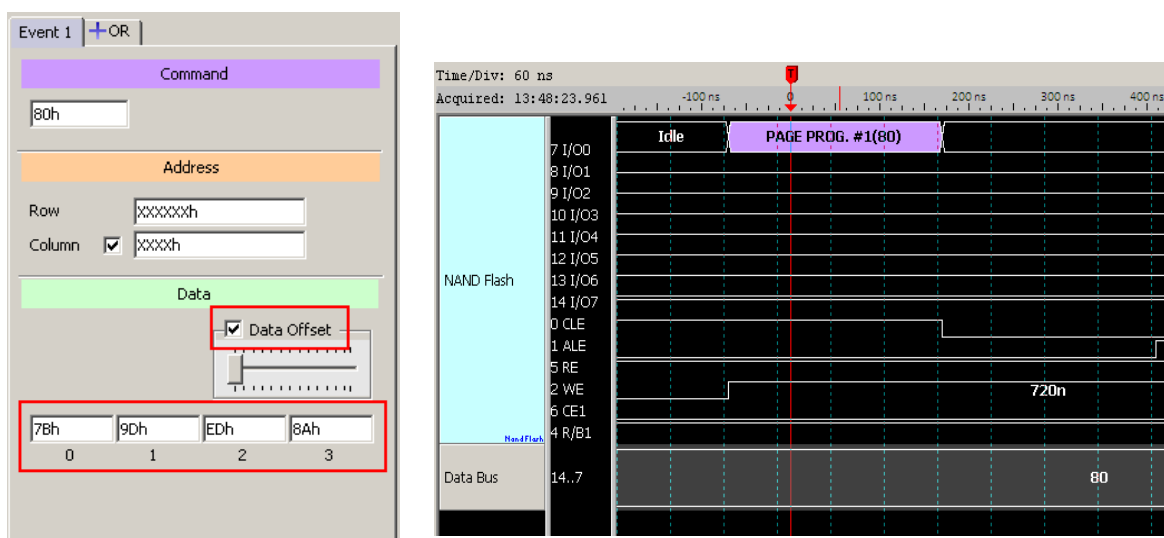 Event 1 OR
Command
80h
Address
Row XXXXXXh
Column XXXXh
Data
Data Offset
7Bh 9Dh EDh 8Ah
0 1 2 3
Time/Div: 60 ns
T
Acquired: 13:48:23.961
-100 ns 0 100 ns 200 ns 300 ns 400 ns
Idle PAGE PROG. #1(80)
7 I/O0
8 I/O1
9 I/O2
10 I/O3
11 I/O4
12 I/O5
NAND Flash 13 I/O6
14 I/O7
0 CLE
1 ALE
5 RE
2 WE 720n
6 CE1
NandFlash 4 R/B1
Data Bus 14..7 80